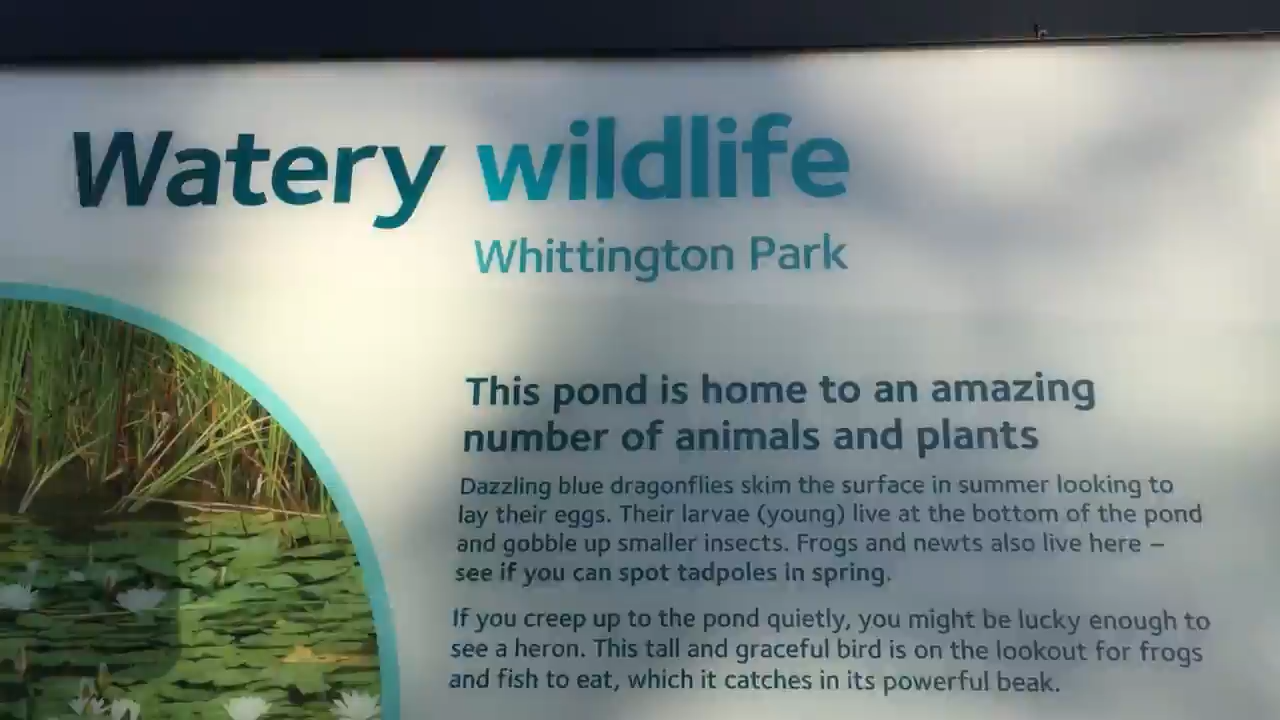 Watery wildlife
Whittington Park
This pond is home to an amazing
number of animals and plants
Dazzling blue dragonflies skim the surface in summer looking to
lay their eggs. Their larvae (young) live at the bottom of the pond
and gobble up smaller insects. Frogs and newts also live here –
see if you can spot tadpoles in spring.
If you creep up to the pond quietly, you might be lucky enough to
see a heron. This tall and graceful bird is on the lookout for frogs
and fish to eat, which it catches in its powerful beak.